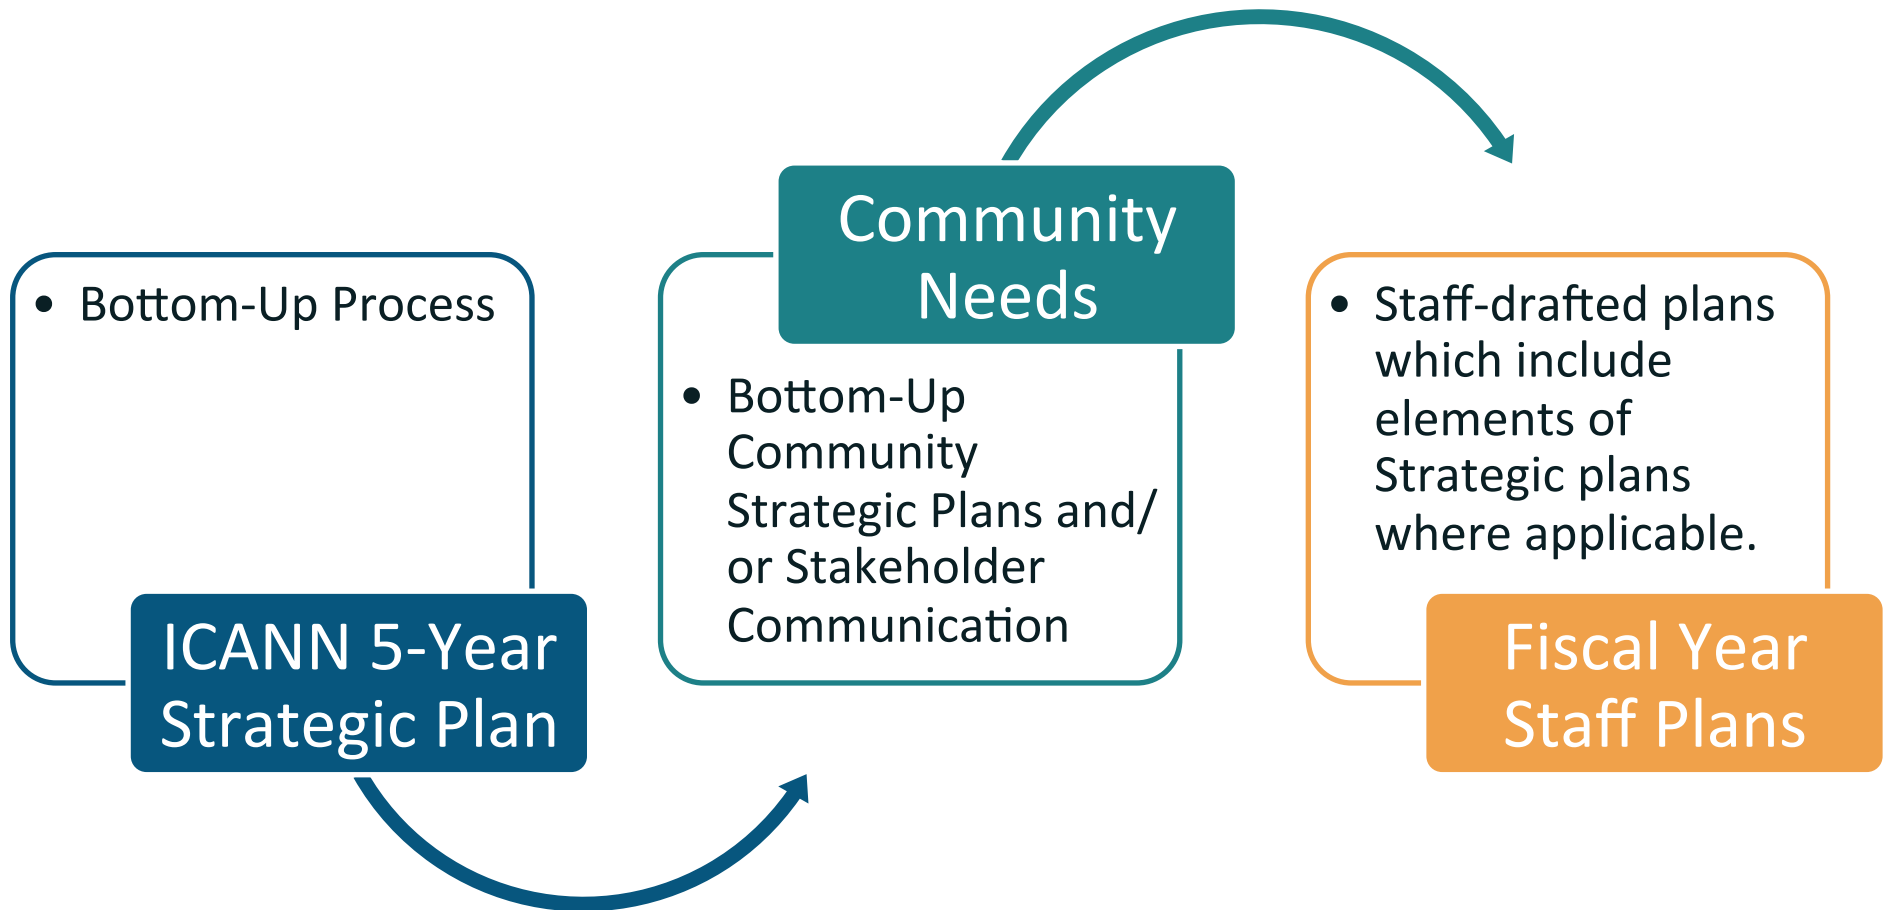 • Bottom-Up Process
ICANN 5-Year
Strategic Plan
Community
Needs
• Bottom-Up
Community
Strategic Plans and/
or Stakeholder
Communication
• Staff-drafted plans
which include
elements of
Strategic plans
where applicable.
Fiscal Year
Staff Plans